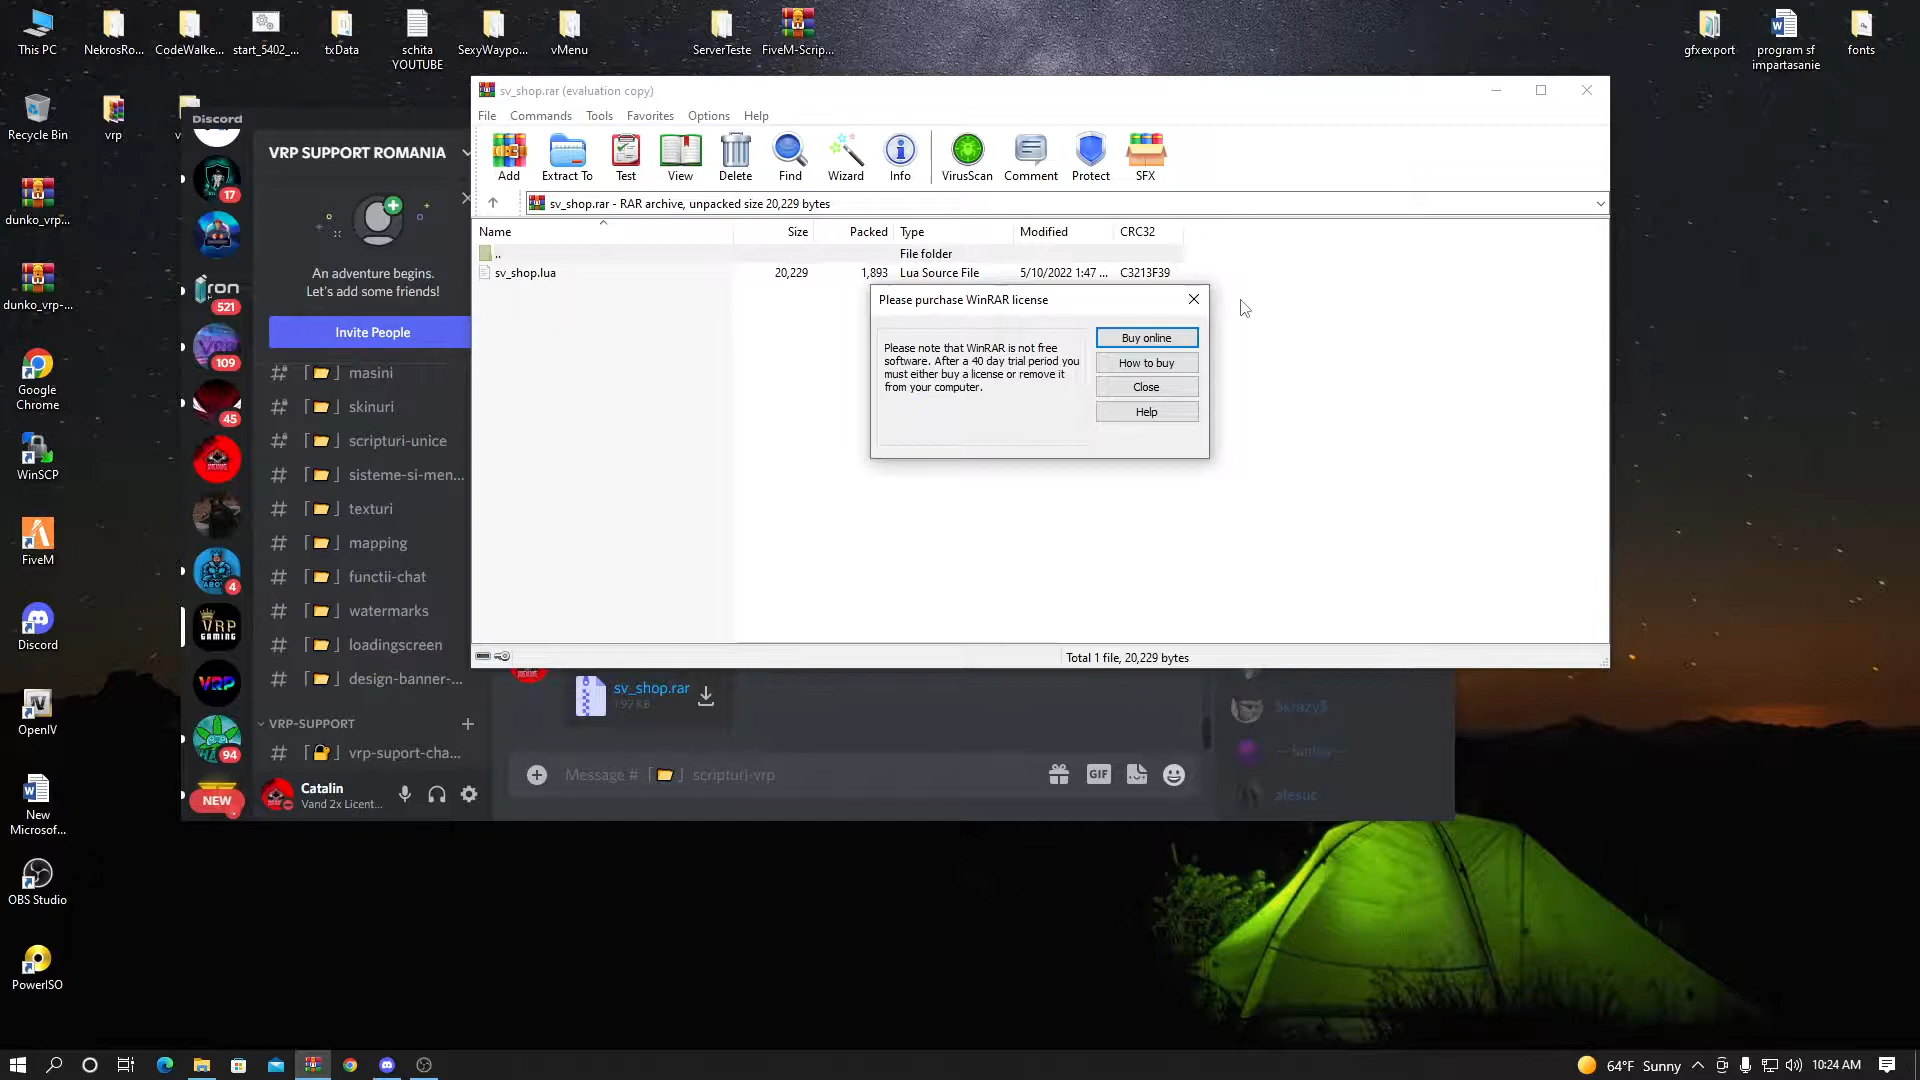 This PC
NekrosRo...
CodeWalke...
start_5402_...
txData
schita
YOUTUBE
SexyWaypo...
vMenu
ServerTeste
FiveM-Scrip...
gfxexport
program sf
impartasanie
fonts
Recycle Bin
vrp
v
dunko_vrp...
dunko_vrp-...
Google
Chrome
WinSCP
FiveM
Discord
OpenIV
New
Microsof...
OBS Studio
PowerISO
Discord
17
521
109
45
4
VRP
GAMING
VRP
94
NEW
VRP SUPPORT ROMANIA
An adventure begins.
Let's add some friends!
Invite People
masini
skinuri
scripturi-unice
sisteme-si-men...
texturi
mapping
functii-chat
watermarks
loadingscreen
design-banner-...
VRP-SUPPORT
vrp-suport-cha...
Catalin
Vand 2x Licent...
sv_shop.rar (evaluation copy)
File Commands Tools Favorites Options Help
Add Extract To Test View Delete Find Wizard Info VirusScan Comment Protect SFX
sv_shop.rar - RAR archive, unpacked size 20,229 bytes
Name Size Packed Type Modified CRC32
.. File folder
sv_shop.lua 20,229 1,893 Lua Source File 5/10/2022 1:47 ... C3213F39
Please purchase WinRAR license
Please note that WinRAR is not free
software. After a 40 day trial period you
must either buy a license or remove it
from your computer.
Buy online
How to buy
Close
Help
Total 1 file, 20,229 bytes
sv_shop.rar
1.92 KB
Message # scripturi-vrp
GIF
$krazy$
alesuc
64°F Sunny
10:24 AM